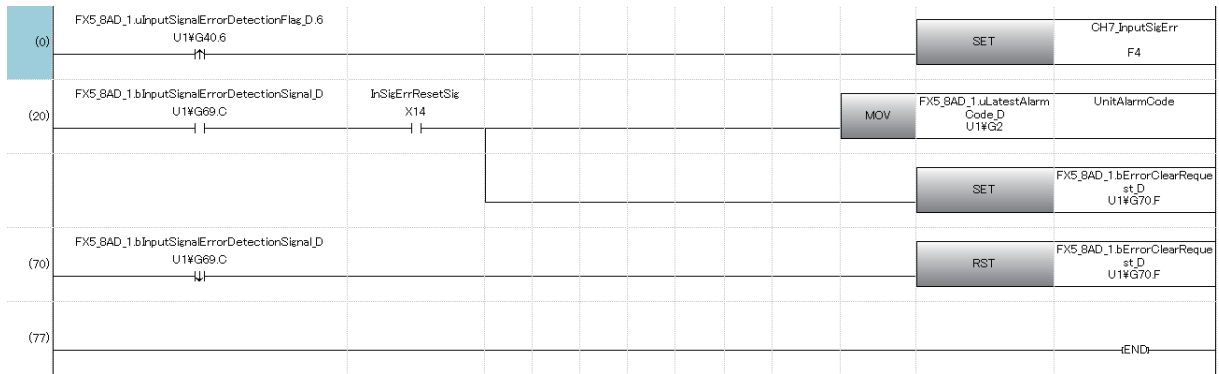 FX5_8AD_1.uInputSignalErrorDetectionFlag_D.6
U1¥G40.6
(0)
SET
CH7_InputSigErr
F4
FX5_8AD_1.bInputSignalErrorDetectionSignal_D
U1¥G69.C
InSigErrResetSig
X14
(20)
MOV
FX5_8AD_1.uLatestAlarm
Code_D
U1¥G2
UnitAlarmCode
SET
FX5_8AD_1.bErrorClearReque
st_D
U1¥G70.F
FX5_8AD_1.bInputSignalErrorDetectionSignal_D
U1¥G69.C
(70)
RST
FX5_8AD_1.bErrorClearReque
st_D
U1¥G70.F
(77)
[END]